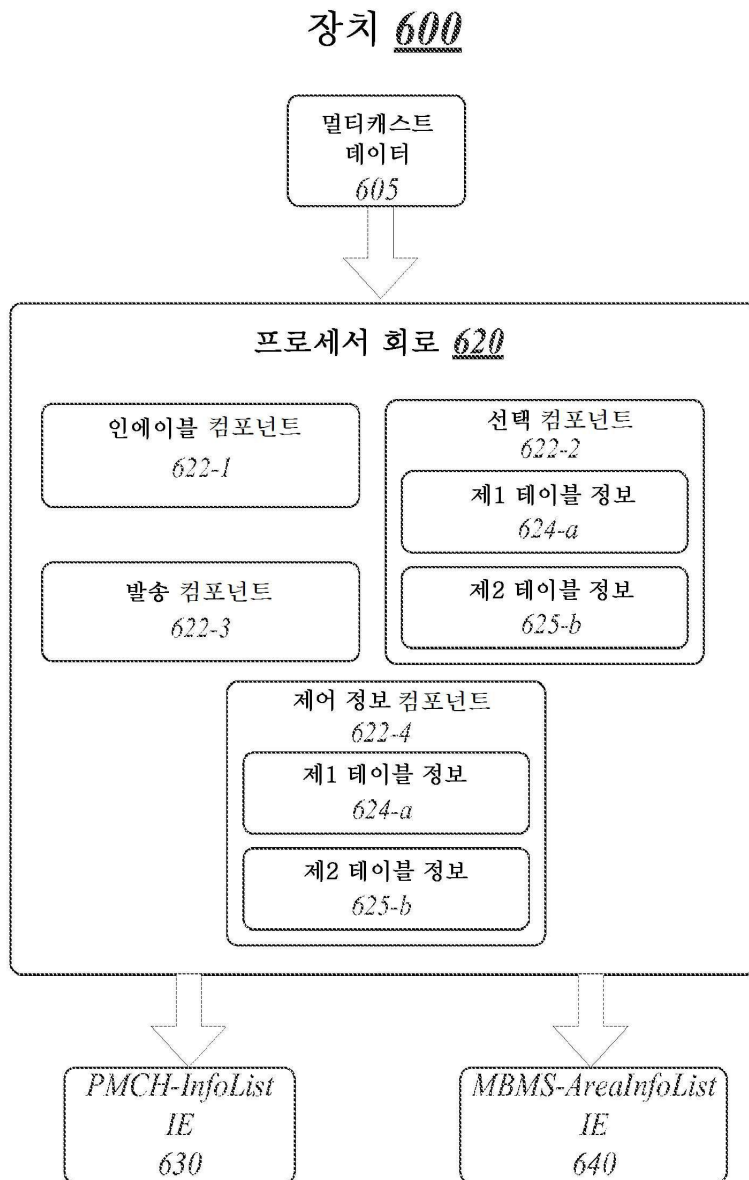 장치 600
멀티캐스트
데이터
605
프로세서 회로 620
인에이블 컴포넌트
622-1
선택 컴포넌트
622-2
제1 테이블 정보
624-a
제2 테이블 정보
625-b
발송 컴포넌트
622-3
제어 정보 컴포넌트
622-4
제1 테이블 정보
624-a
제2 테이블 정보
625-b
PMCH-InfoList
IE
630
MBMS-AreaInfoList
IE
640